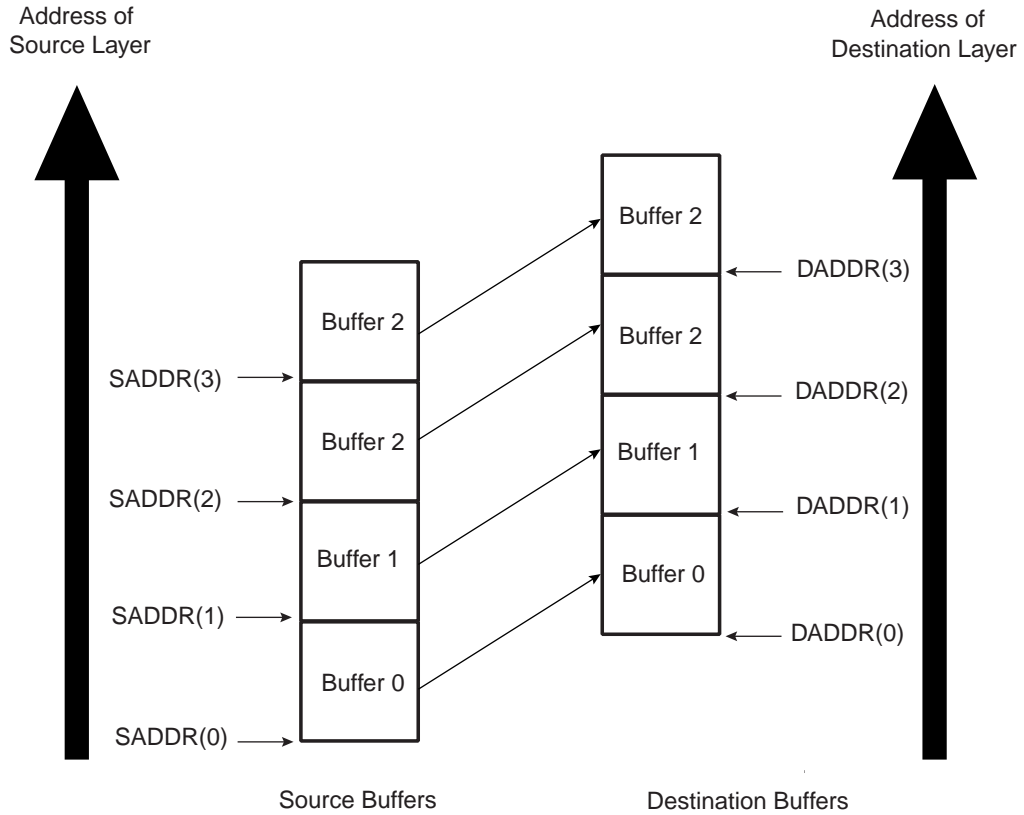 Address of
Source Layer
Address of
Destination Layer
Buffer 2
DADDR(3)
Buffer 2
Buffer 2
SADDR(3)
DADDR(2)
Buffer 2
Buffer 1
SADDR(2)
DADDR(1)
Buffer 1
Buffer 0
SADDR(1)
DADDR(0)
Buffer 0
SADDR(0)
Source Buffers
Destination Buffers